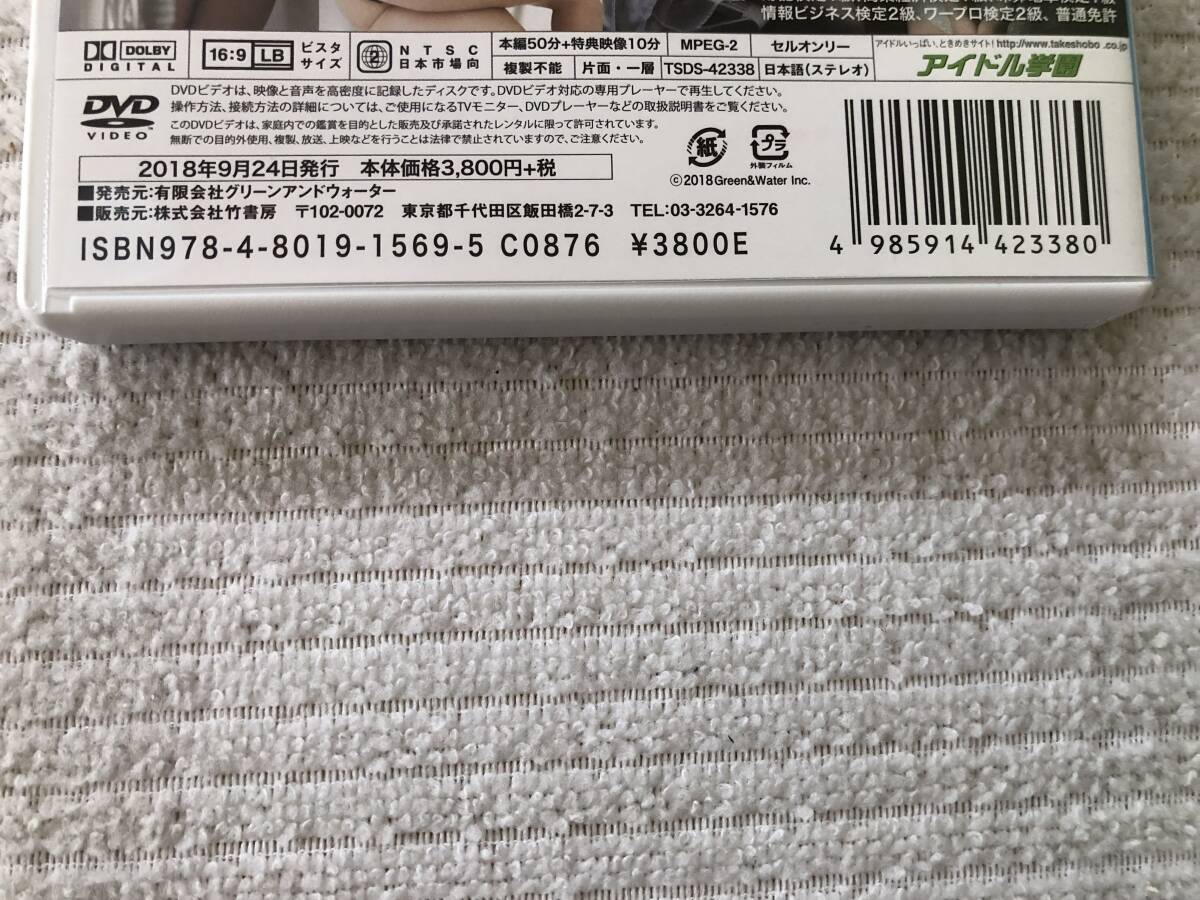 情報ビジネス検定2級、ワープロ検定2級、普通免許
DOLBY
DIGITAL
16:9 LB
ビスタ
サイズ
2
NTSC
日本市場向
本編50分+特典映像10分
MPEG-2
セルオンリー
複製不能
片面・一層
TSDS-42338
日本語(ステレオ)
アイドルいっぱい、ときめきサイト! http://www.takeshobo.co.jp
アイドル学園
DVD
VIDEO
DVDビデオは、映像と音声を高密度に記録したディスクです。DVDビデオ対応の専用プレーヤーで再生してください。
操作方法、接続方法の詳細については、ご使用になるTVモニター、DVDプレーヤーなどの取扱説明書をご覧ください。
このDVDビデオは、家庭内での鑑賞を目的とした販売及び承諾されたレンタルに限って許可されています。
無断での目的外使用、複製、放送、上映などを行うことは法律で禁止されていますので、ご注意ください。
紙
プラ
外装フィルム
2018年9月24日発行 本体価格3,800円+税
©2018Green&Water Inc.
■発売元:有限会社グリーンアンドウォーター
■販売元:株式会社竹書房 〒102-0072 東京都千代田区飯田橋2-7-3 TEL:03-3264-1576
ISBN978-4-8019-1569-5 C0876 ¥3800E
4 985914 423380